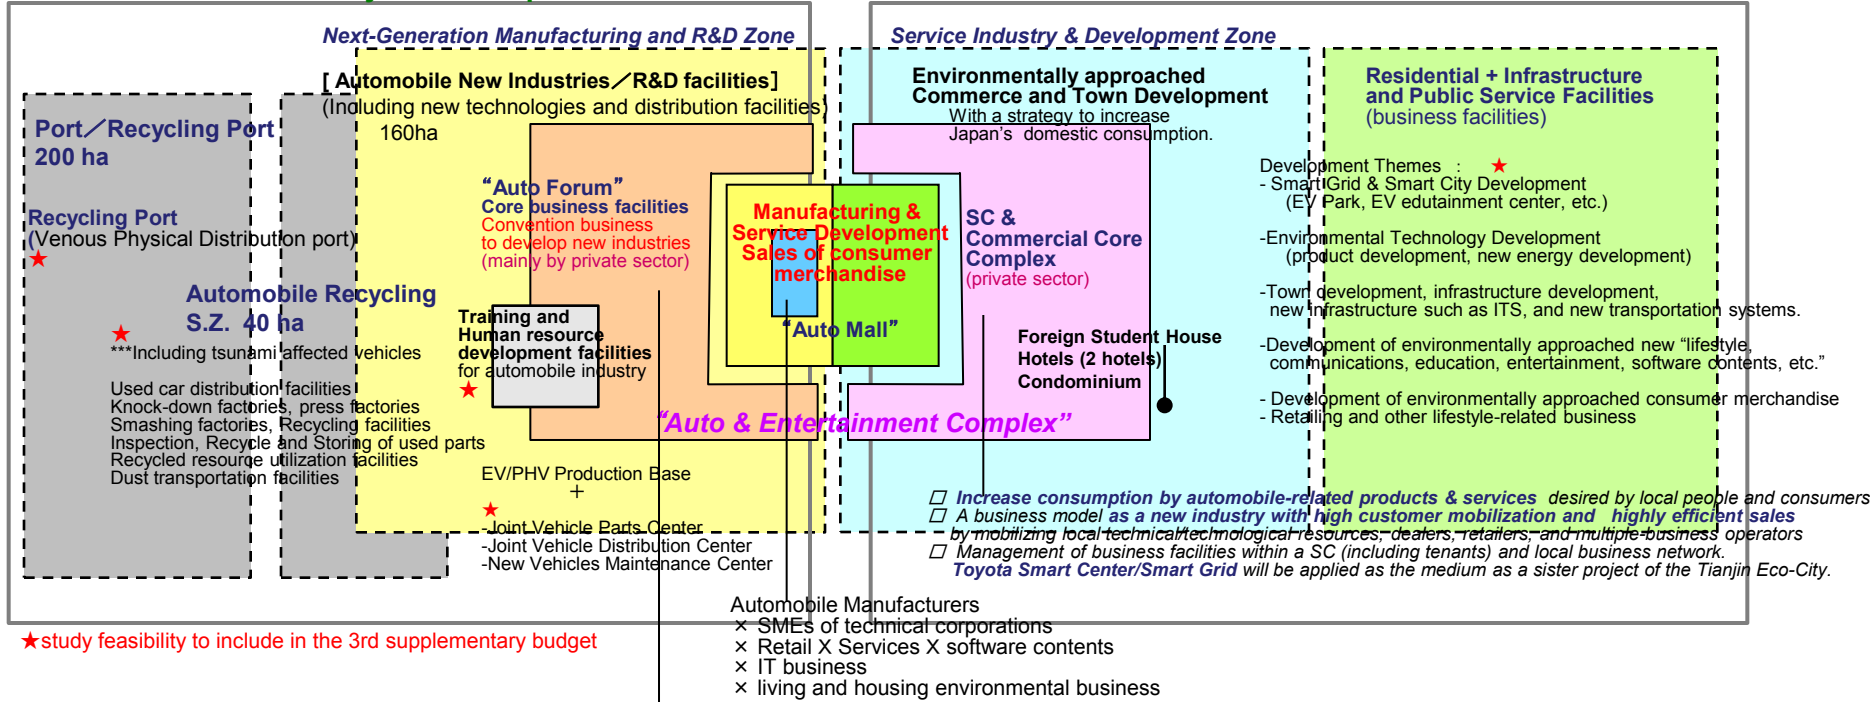 Next-Generation Manufacturing and R&D Zone
Service Industry & Development Zone
[ Automobile New Industries／R&D facilities]
(Including new technologies and distribution facilities)
160ha
Port／Recycling Port
200 ha
Recycling Port
(Venous Physical Distribution port)
★
Automobile Recycling
S.Z. 40 ha
★
***Including tsunami affected vehicles
Used car distribution facilities
Knock-down factories, press factories
Smashing factories, Recycling facilities
Inspection, Recycle and Storing of used parts
Recycled resource utilization facilities
Dust transportation facilities
“Auto Forum”
Core business facilities
Convention business
to develop new industries
(mainly by private sector)
Training and
Human resource
development facilities
for automobile industry
★
EV/PHV Production Base
＋
★
-Joint Vehicle Parts Center
-Joint Vehicle Distribution Center
-New Vehicles Maintenance Center
Manufacturing &
Service Development
Sales of consumer
merchandise
“Auto Mall”
“Auto & Entertainment Complex”
Environmentally approached
Commerce and Town Development
With a strategy to increase
Japan’s domestic consumption.
SC &
Commercial Core
Complex
(private sector)
Foreign Student House
Hotels (2 hotels)
Condominium
Residential + Infrastructure
and Public Service Facilities
(business facilities)
Development Themes ： ★
- Smart Grid & Smart City Development
(EV Park, EV edutainment center, etc.)
-Environmental Technology Development
(product development, new energy development)
-Town development, infrastructure development,
new infrastructure such as ITS, and new transportation systems.
-Development of environmentally approached new “lifestyle,
communications, education, entertainment, software contents, etc.”
- Development of environmentally approached consumer merchandise
- Retailing and other lifestyle-related business
□ Increase consumption by automobile-related products & services desired by local people and consumers
□ A business model as a new industry with high customer mobilization and highly efficient sales
by mobilizing local technical/technological resources, dealers, retailers, and multiple-business operators
□ Management of business facilities within a SC (including tenants) and local business network.
Toyota Smart Center/Smart Grid will be applied as the medium as a sister project of the Tianjin Eco-City.
Automobile Manufacturers
× SMEs of technical corporations
× Retail X Services X software contents
× IT business
× living and housing environmental business
★study feasibility to include in the 3rd supplementary budget